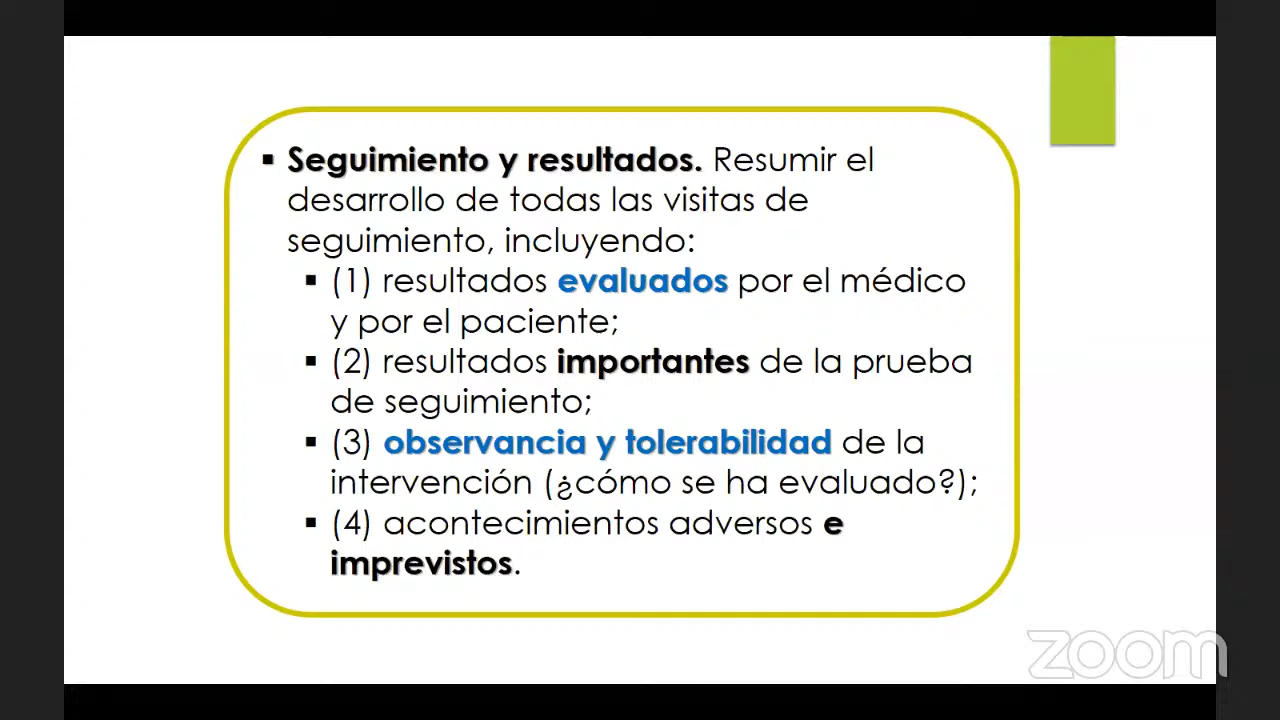 ▪ Seguimiento y resultados. Resumir el
desarrollo de todas las visitas de
seguimiento, incluyendo:
▪ (1) resultados evaluados por el médico
y por el paciente;
▪ (2) resultados importantes de la prueba
de seguimiento;
▪ (3) observancia y tolerabilidad de la
intervención (¿cómo se ha evaluado?);
▪ (4) acontecimientos adversos e
imprevistos.
zoom